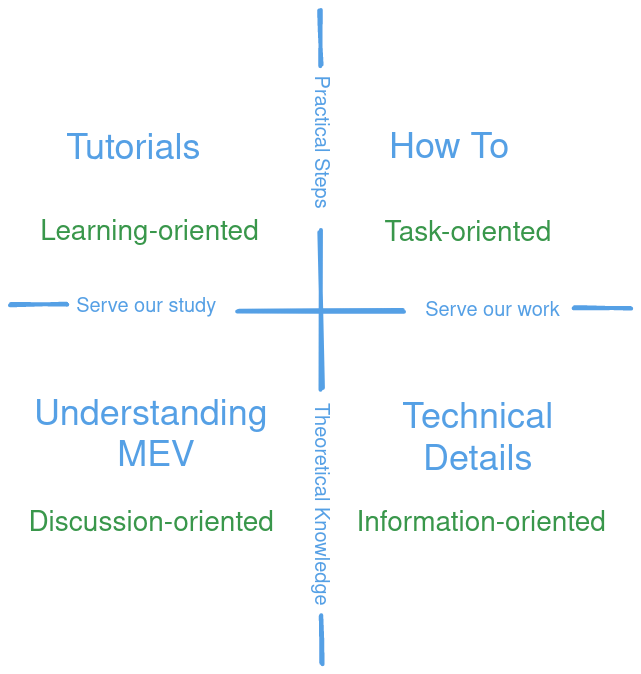 Practical Steps
Tutorials
How To
Learning-oriented
Task-oriented
Serve our study
Serve our work
Understanding
MEV
Technical
Details
Theoretical Knowledge
Discussion-oriented
Information-oriented